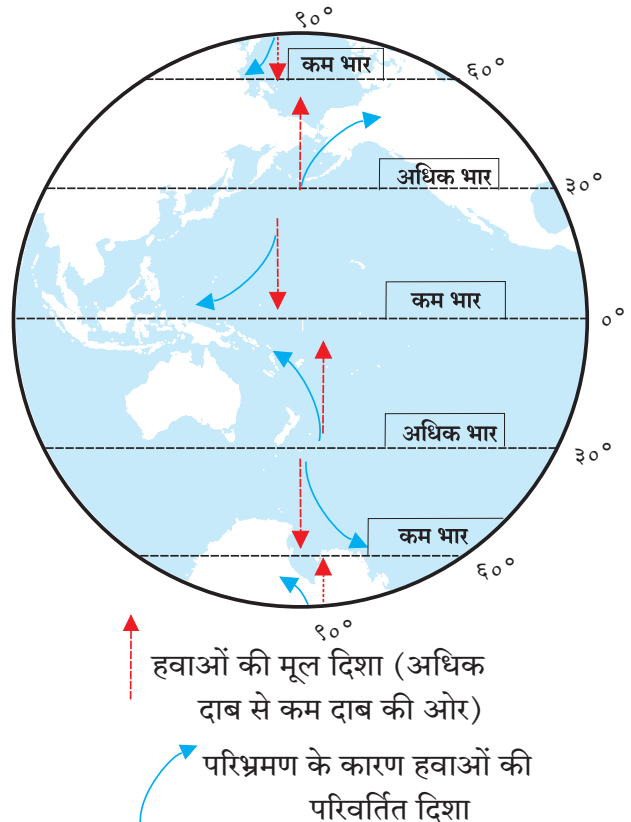 ९०°
कम भार
६०°
अधिक भार
३०°
कम भार
०°
अधिक भार
३०°
कम भार
६०°
९०°
हवाओं की मूल दिशा (अधिक
दाब से कम दाब की ओर)
परिभ्रमण के कारण हवाओं की
परिवर्तित दिशा